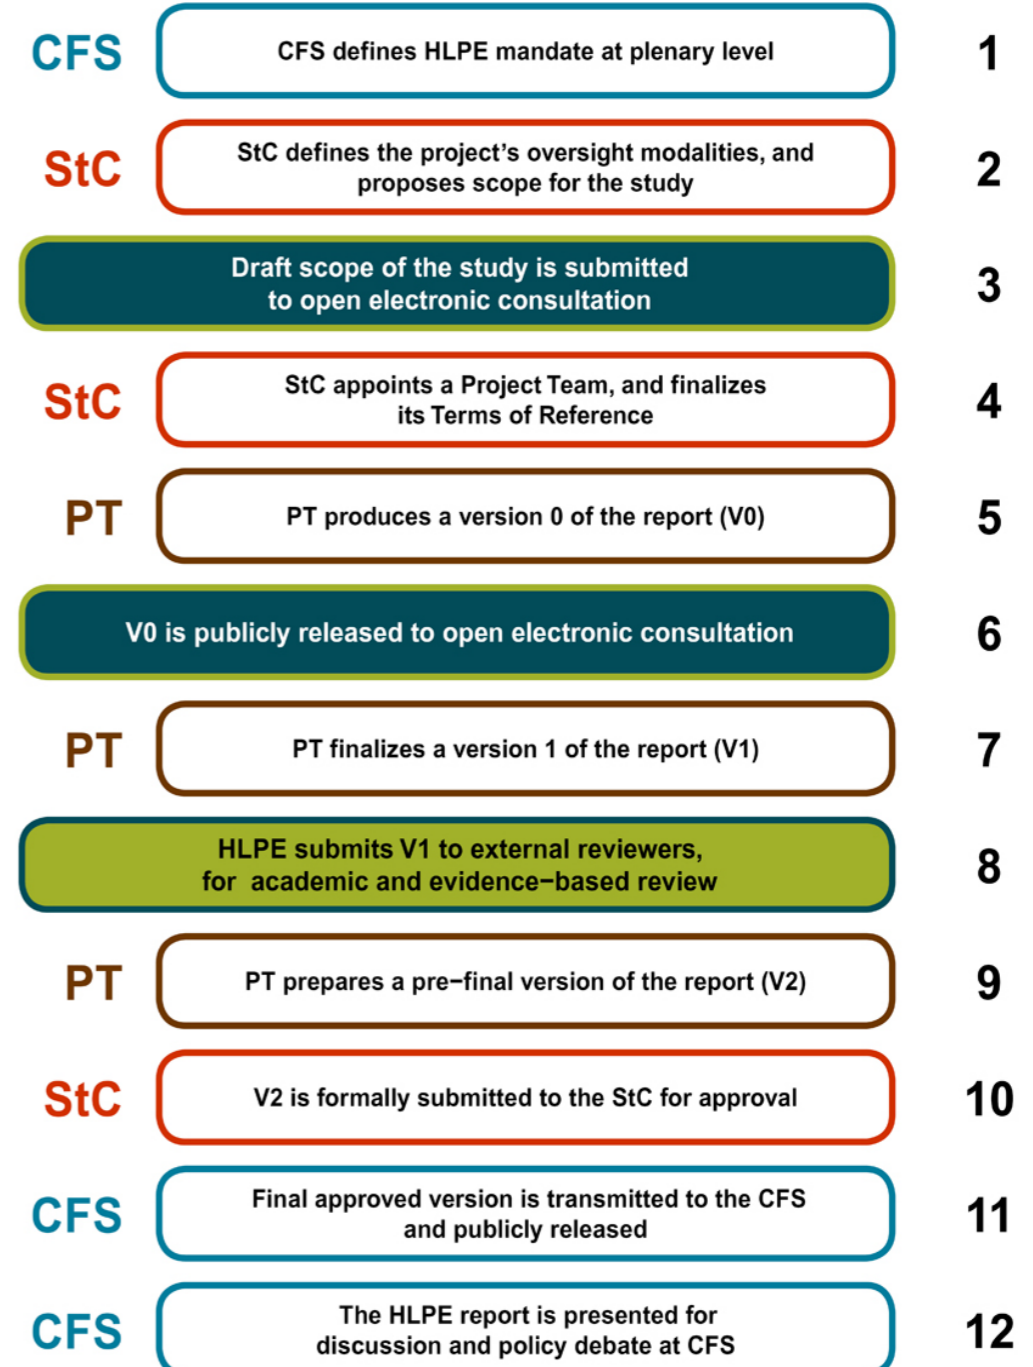 CFS
CFS defines HLPE mandate at plenary level
1
StC
StC defines the project's oversight modalities, and
proposes scope for the study
2
Draft scope of the study is submitted
to open electronic consultation
3
StC
StC appoints a Project Team, and finalizes
its Terms of Reference
4
PT
PT produces a version 0 of the report (V0)
5
V0 is publicly released to open electronic consultation
6
PT
PT finalizes a version 1 of the report (V1)
7
HLPE submits V1 to external reviewers,
for academic and evidence−based review
8
PT
PT prepares a pre−final version of the report (V2)
9
StC
V2 is formally submitted to the StC for approval
10
CFS
Final approved version is transmitted to the CFS
and publicly released
11
CFS
The HLPE report is presented for
discussion and policy debate at CFS
12